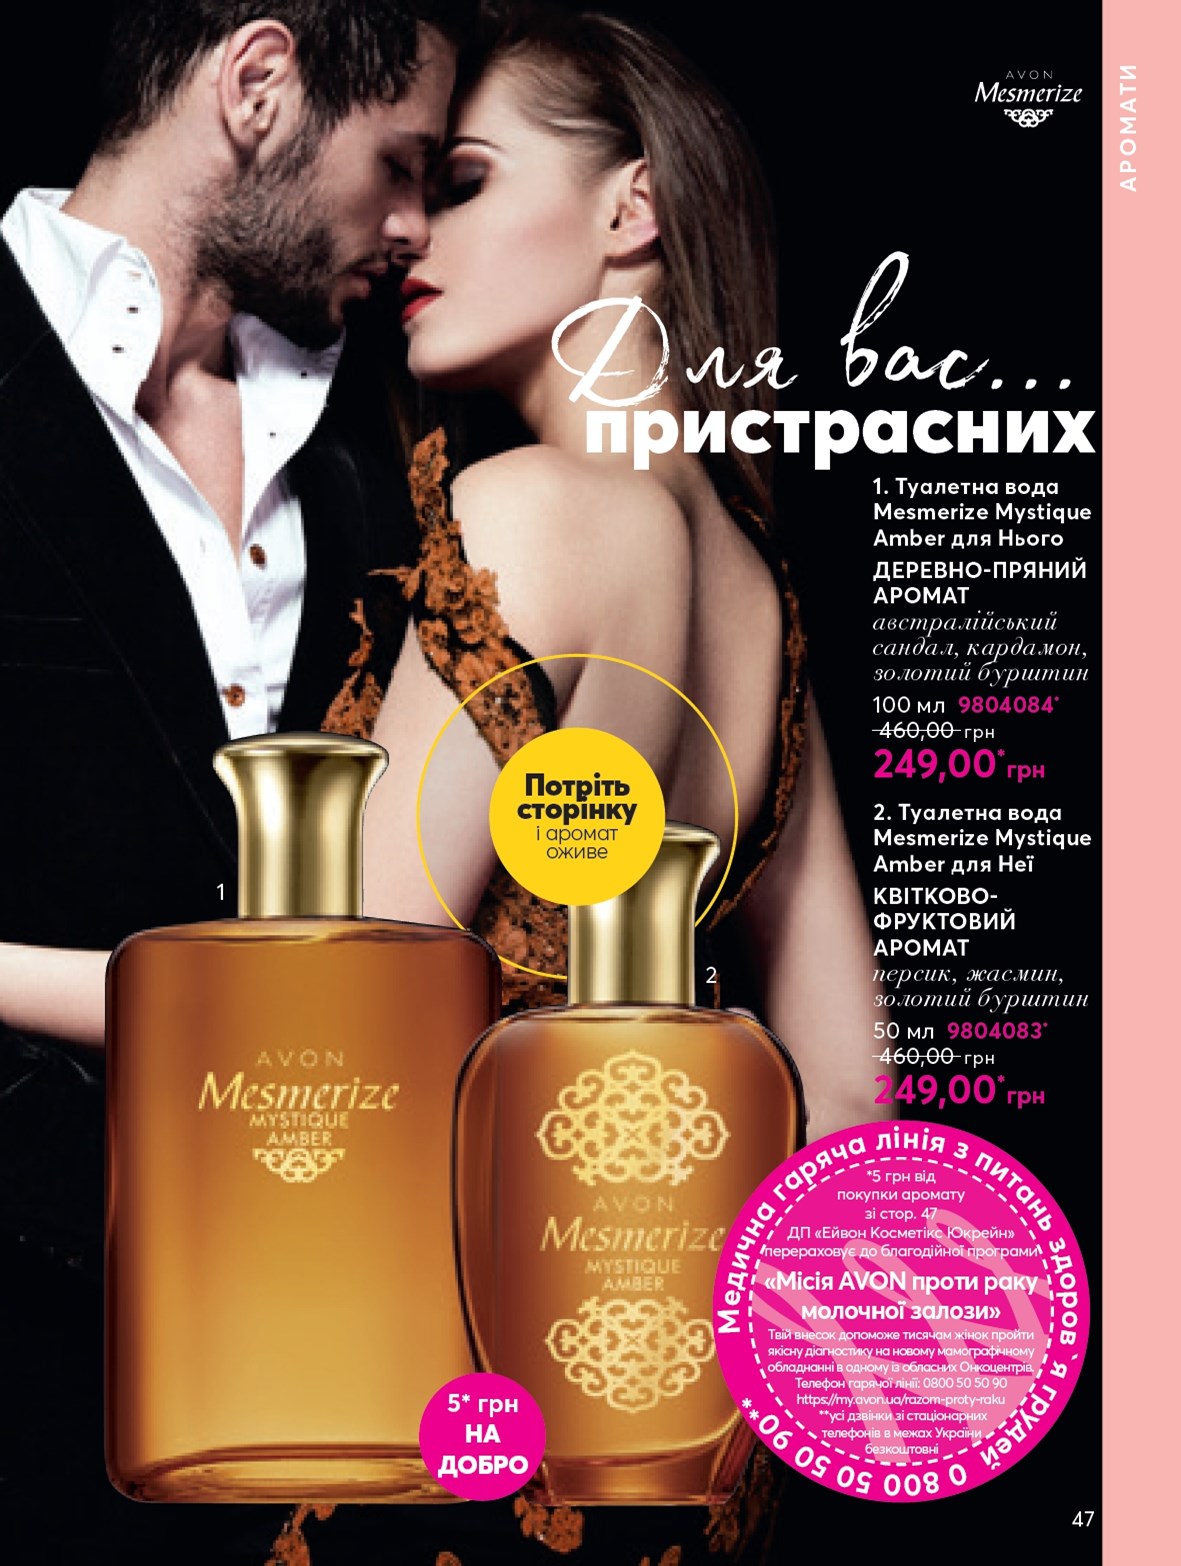 AVON
Mesmerize
АРОМАТИ
Для вас...
пристрасних
1. Туалетна вода
Mesmerize Mystique
Amber для Нього
ДЕРЕВНО-ПРЯНИЙ
АРОМАТ
австралійський
сандал, кардамон,
золотий бурштин
100 мл 9804084*
460,00 грн
249,00* грн
2. Туалетна вода
Mesmerize Mystique
Amber для Неї
КВІТКОВО-
ФРУКТОВИЙ
АРОМАТ
персик, жасмин,
золотий бурштин
50 мл 9804083*
460,00 грн
249,00* грн
Потріть
сторінку
і аромат
оживе
1
2
AVON
Mesmerize
MYSTIQUE
AMBER
AVON
Mesmerize
MYSTIQUE
AMBER
5* грн
НА
ДОБРО
Медична гаряча лінія з питань здоров`я грудей 0 800 50 50 90**
*5 грн від
покупки аромату
зі стор. 47
ДП «Ейвон Косметікс Юкрейн»
перераховує до благодійної програми
«Місія AVON проти раку
молочної залози»
Твій внесок допоможе тисячам жінок пройти
якісну діагностику на новому мамографічному
обладнанні в одному із обласних Онкоцентрів.
Телефон гарячої лінії: 0800 50 50 90
https://my.avon.ua/razom-proty-raku
**усі дзвінки зі стаціонарних
телефонів в межах України
безкоштовні
47